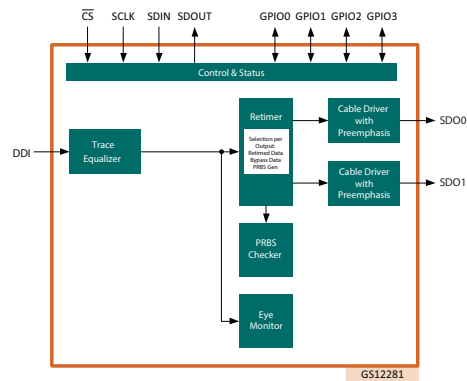 CS SCLK SDIN SDOUT GPIO0 GPIO1 GPIO2 GPIO3
Control & Status
DDI
Trace
Equalizer
Retimer
Selection per
Output:
Retimed Data
Bypass Data
PRBS Gen
Cable Driver
with
Preemphasis
SDO0
Cable Driver
with
Preemphasis
SDO1
PRBS
Checker
Eye
Monitor
GS12281